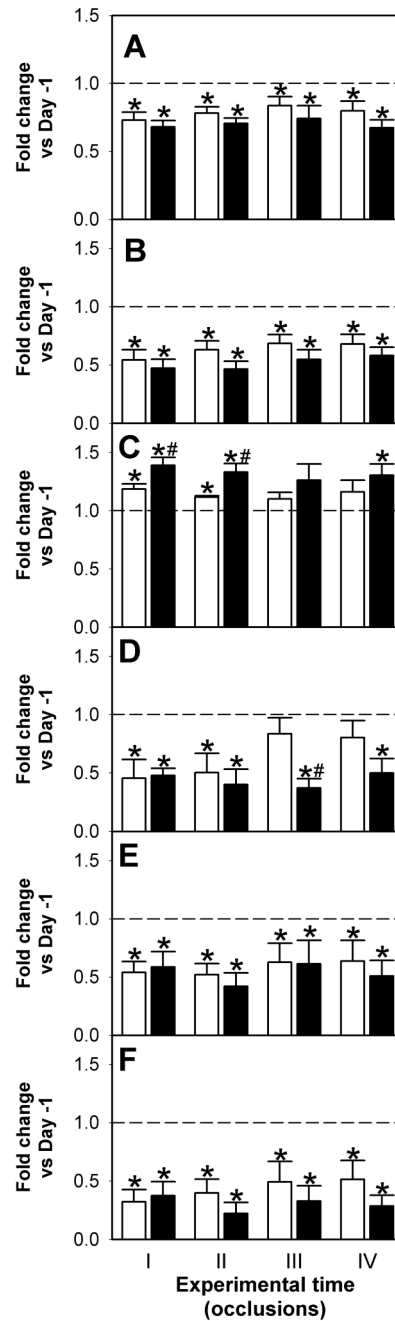 A
1.5
1.0
0.5
0.0
Fold change
vs Day -1
* * * * * * * *
B
1.5
1.0
0.5
0.0
Fold change
vs Day -1
* * * * * * * *
C
1.5
1.0
0.5
0.0
Fold change
vs Day -1
*# * *# *
D
1.5
1.0
0.5
0.0
Fold change
vs Day -1
* * * * *# *
E
1.5
1.0
0.5
0.0
Fold change
vs Day -1
* * * * * * * *
F
1.5
1.0
0.5
0.0
Fold change
vs Day -1
* * * * * * * *
I II III IV
Experimental time
(occlusions)